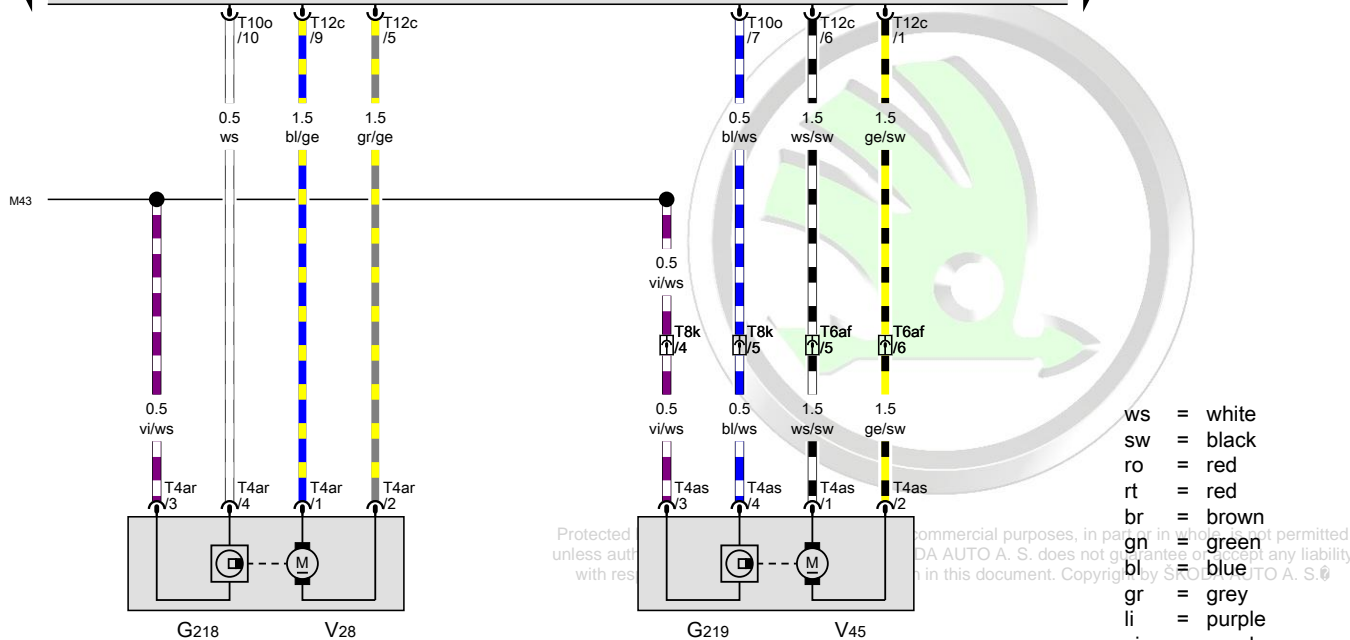 T10o /10
T12c /9
T12c /5
T10o /7
T12c /6
T12c /1
0.5 ws
1.5 bl/ge
1.5 gr/ge
0.5 bl/ws
1.5 ws/sw
1.5 ge/sw
M43
0.5 vi/ws
T8k /4
T8k /5
T6af /5
T6af /6
0.5 vi/ws
0.5 vi/ws
0.5 bl/ws
1.5 ws/sw
1.5 ge/sw
T4ar /3
T4ar /4
T4ar /1
T4ar /2
T4as /3
T4as /4
T4as /1
T4as /2
M
M
G218
V28
G219
V45
ws = white
sw = black
ro = red
rt = red
br = brown
gn = green
bl = blue
gr = grey
li = purple
Protected commercial purposes, in part or in whole, is not permitted
unless auth DA AUTO A. S. does not guarantee or accept any liability
with resp n in this document. Copyright by ŠKODA AUTO A. S.